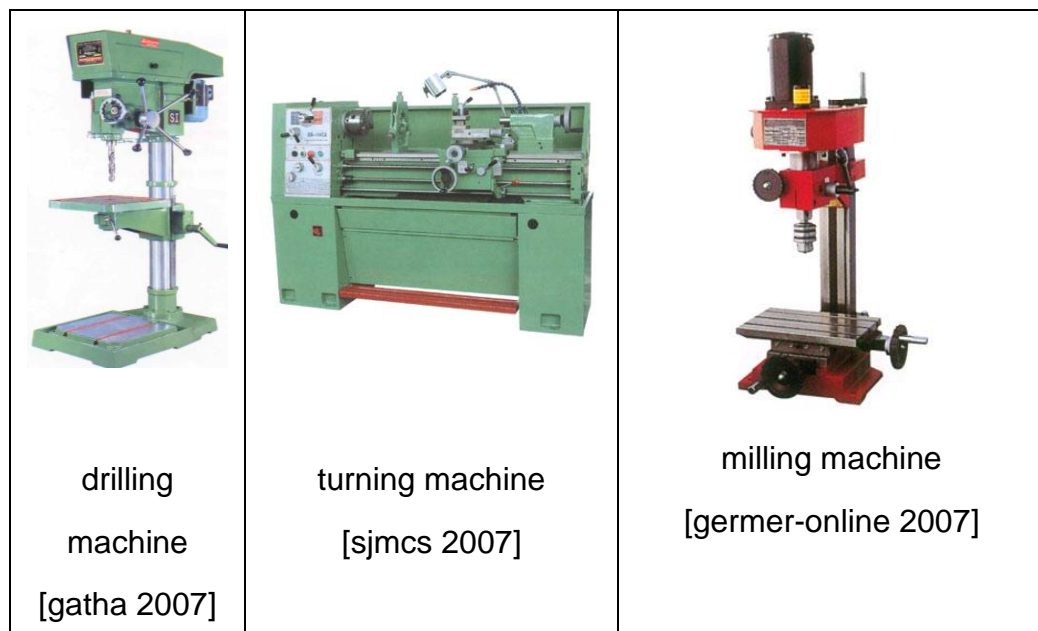 drilling
machine
[gatha 2007]
turning machine
[sjmcs 2007]
milling machine
[germer-online 2007]